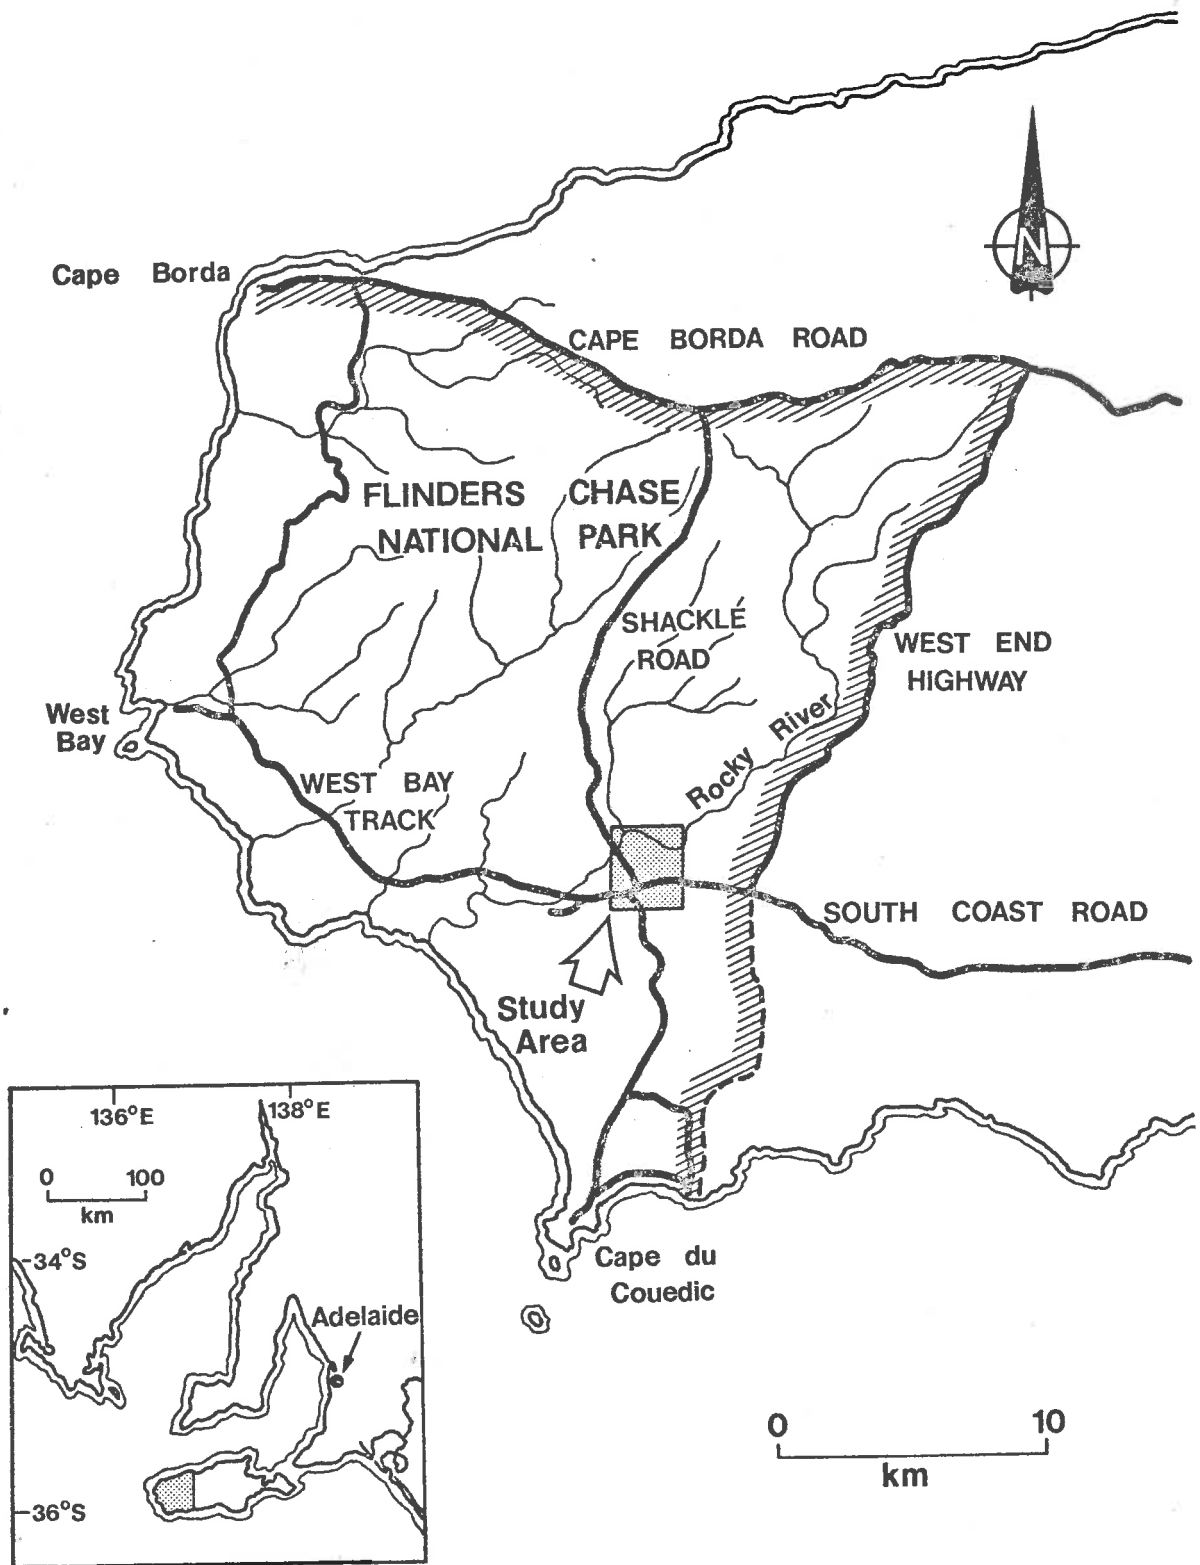 N
Cape Borda
CAPE BORDA ROAD
FLINDERS CHASE
NATIONAL PARK
SHACKLE
ROAD
WEST END
HIGHWAY
West
Bay
Rocky River
WEST BAY
TRACK
SOUTH COAST ROAD
Study
Area
Cape du
Couedic
0 10
km
136°E
138°E
0 100
km
34°S
Adelaide
36°S